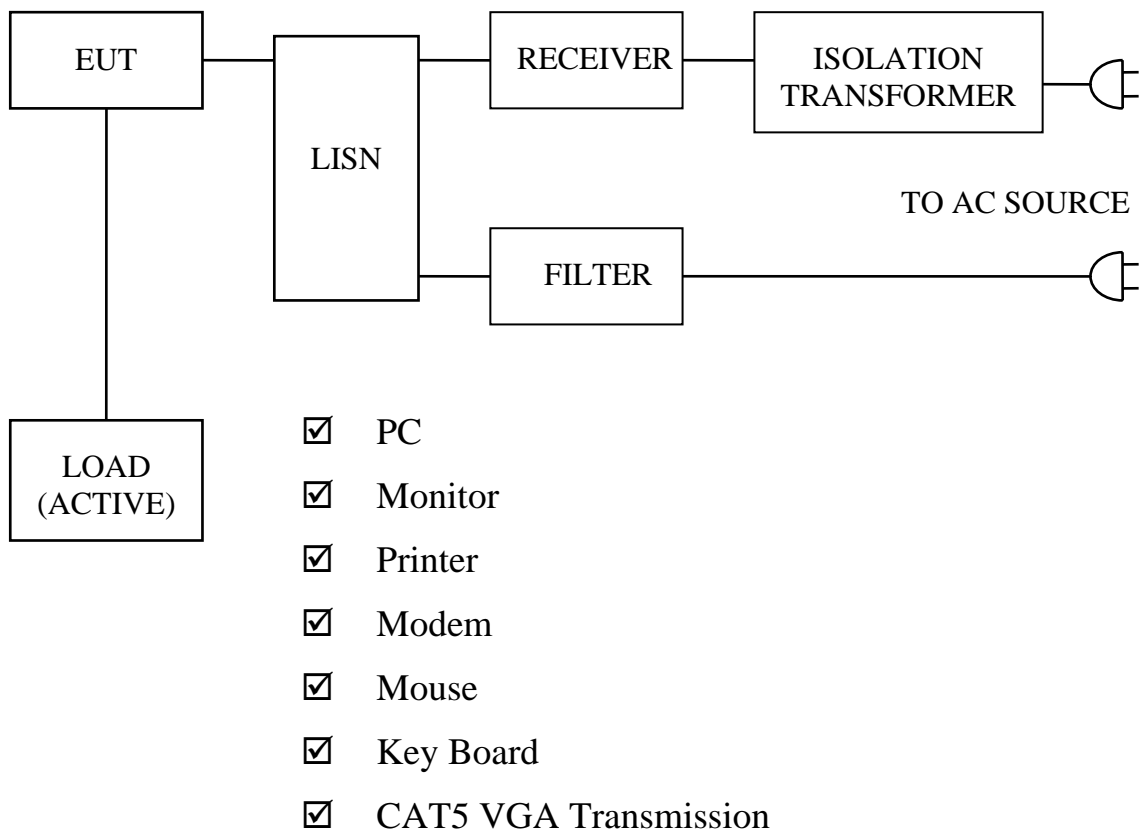 EUT
LISN
RECEIVER
ISOLATION
TRANSFORMER
TO AC SOURCE
FILTER
LOAD
(ACTIVE)
☑ PC
☑ Monitor
☑ Printer
☑ Modem
☑ Mouse
☑ Key Board
☑ CAT5 VGA Transmission